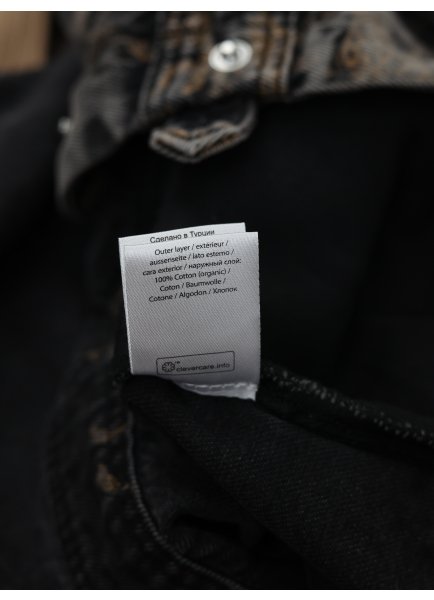 Сделано в Турции
Outer layer / extérieur /
aussenseite / lato esterno /
cara exterior / наружный слой:
100% Cotton (organic) /
Coton / Baumwolle /
Cotone / Algodon / Хлопок
clevercare.info